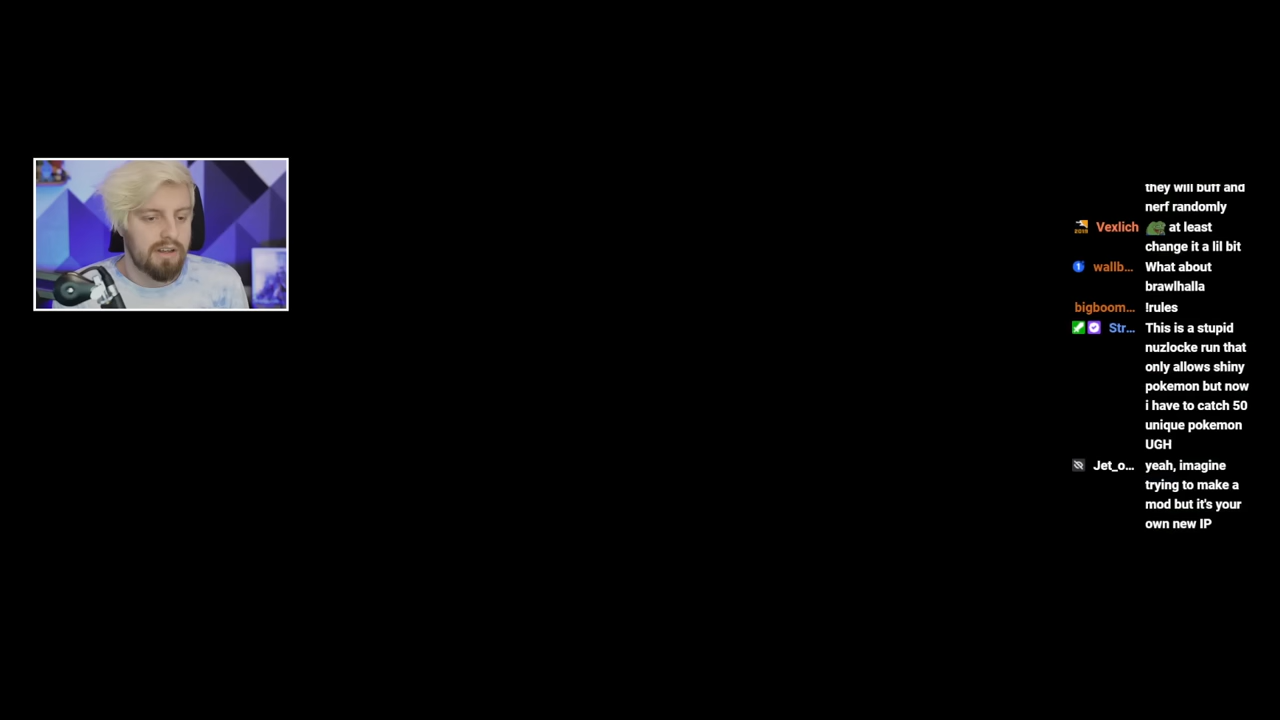 they will buff and
nerf randomly
Vexlich at least
change it a lil bit
wallb... What about
brawlhalla
bigboom... !rules
Str... This is a stupid
nuzlocke run that
only allows shiny
pokemon but now
i have to catch 50
unique pokemon
UGH
Jet_o... yeah, imagine
trying to make a
mod but it's your
own new IP